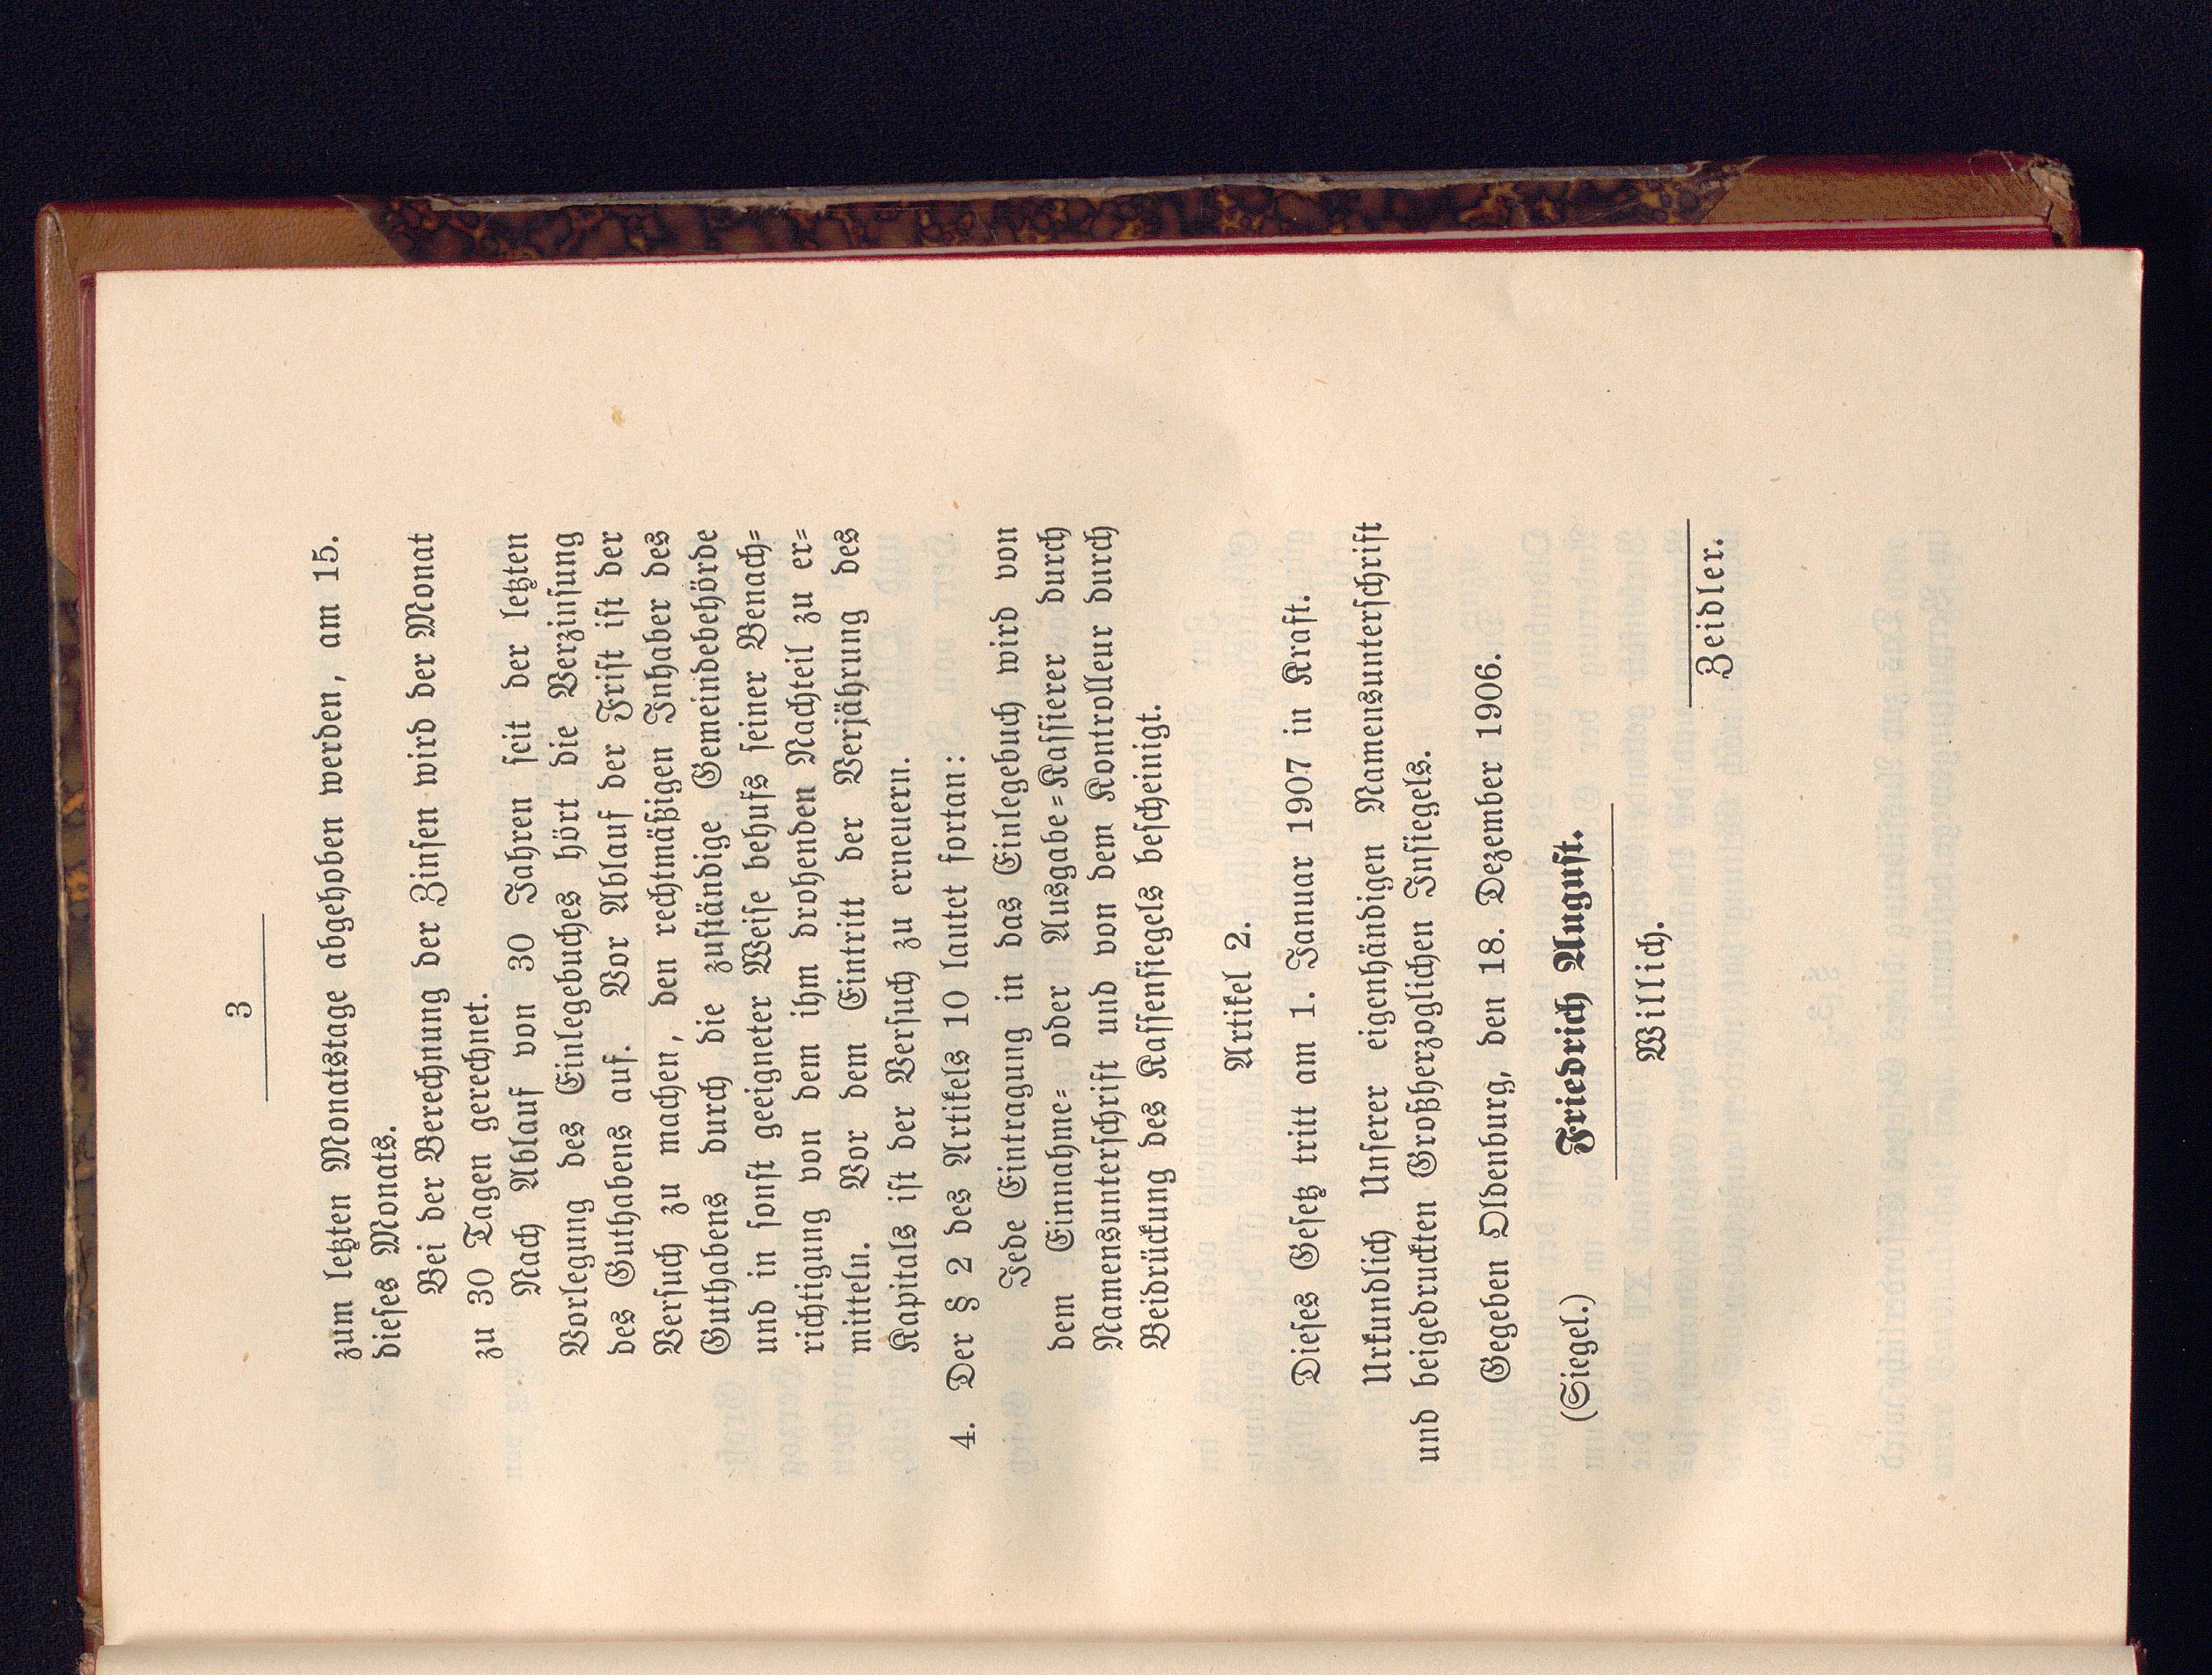 3
zum letzten Monatstage abgehoben werden, am 15.
dieses Monats.
Bei der Berechnung der Zinsen wird der Monat
zu 30 Tagen gerechnet.
Nach Ablauf von 30 Jahren seit der letzten
Vorlegung des Einlegebuches hört die Verzinsung
des Guthabens auf. Vor Ablauf der Frist ist der
Versuch zu machen, den rechtmäßigen Inhaber des
Guthabens durch die zuständige Gemeindebehörde
und in sonst geeigneter Weise behufs seiner Benach-
richtigung von dem ihm drohenden Nachteil zu er-
mitteln. Vor dem Eintritt der Verjährung des
Kapitals ist der Versuch zu erneuern.
4. Der § 2 des Artikels 10 lautet fortan:
Jede Eintragung in das Einlegebuch wird von
dem Einnahme- oder Ausgabe-Kassierer durch
Namensunterschrift und von dem Kontrolleur durch
Beidrückung des Kassensiegels bescheinigt.
Artikel 2.
Dieses Gesetz tritt am 1. Januar 1907 in Kraft.
Urkundlich Unserer eigenhändigen Namensunterschrift
und beigedruckten Großherzoglichen Insiegels.
Gegeben Oldenburg, den 18. Dezember 1906.
(Siegel.) Friedrich August.
Willich.
Zeidler.